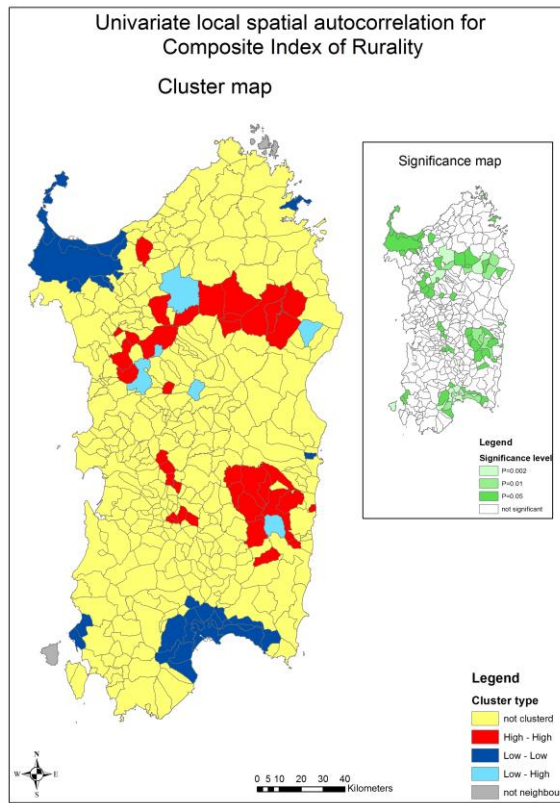 Univariate local spatial autocorrelation for
Composite Index of Rurality
Cluster map
Significance map
Legend
Significance level
P=0.002
P=0.01
P=0.05
not significant
Legend
Cluster type
not clusterd
High - High
Low - Low
Low - High
not neighbou
N
W
E
S
0 5 10 20 30 40
Kilometers